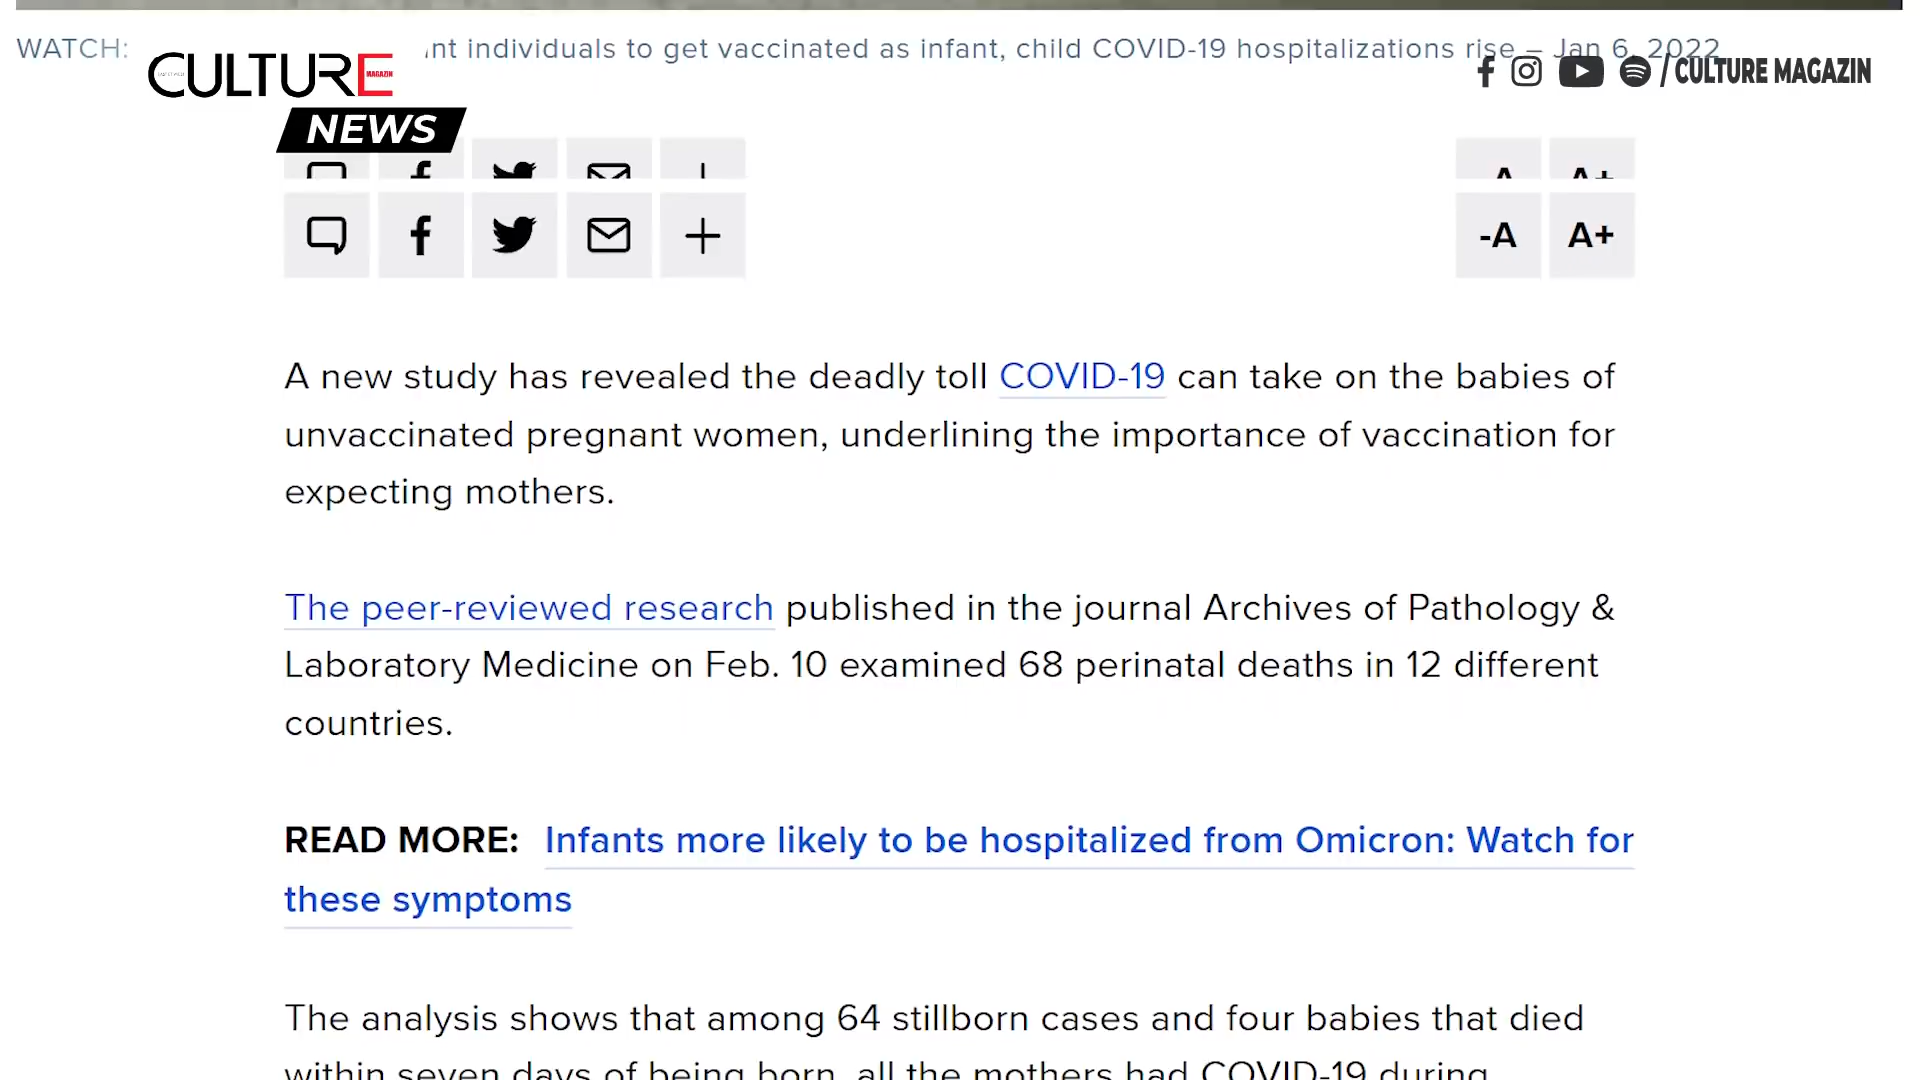 WATCH: nt individuals to get vaccinated as infant, child COVID-19 hospitalizations rise – Jan 6, 2022
CULTURE
MAGAZIN
/ CULTURE MAGAZIN
NEWS
-A A+
A new study has revealed the deadly toll COVID-19 can take on the babies of
unvaccinated pregnant women, underlining the importance of vaccination for
expecting mothers.
The peer-reviewed research published in the journal Archives of Pathology &
Laboratory Medicine on Feb. 10 examined 68 perinatal deaths in 12 different
countries.
READ MORE: Infants more likely to be hospitalized from Omicron: Watch for
these symptoms
The analysis shows that among 64 stillborn cases and four babies that died
within seven days of being born, all the mothers had COVID-19 during